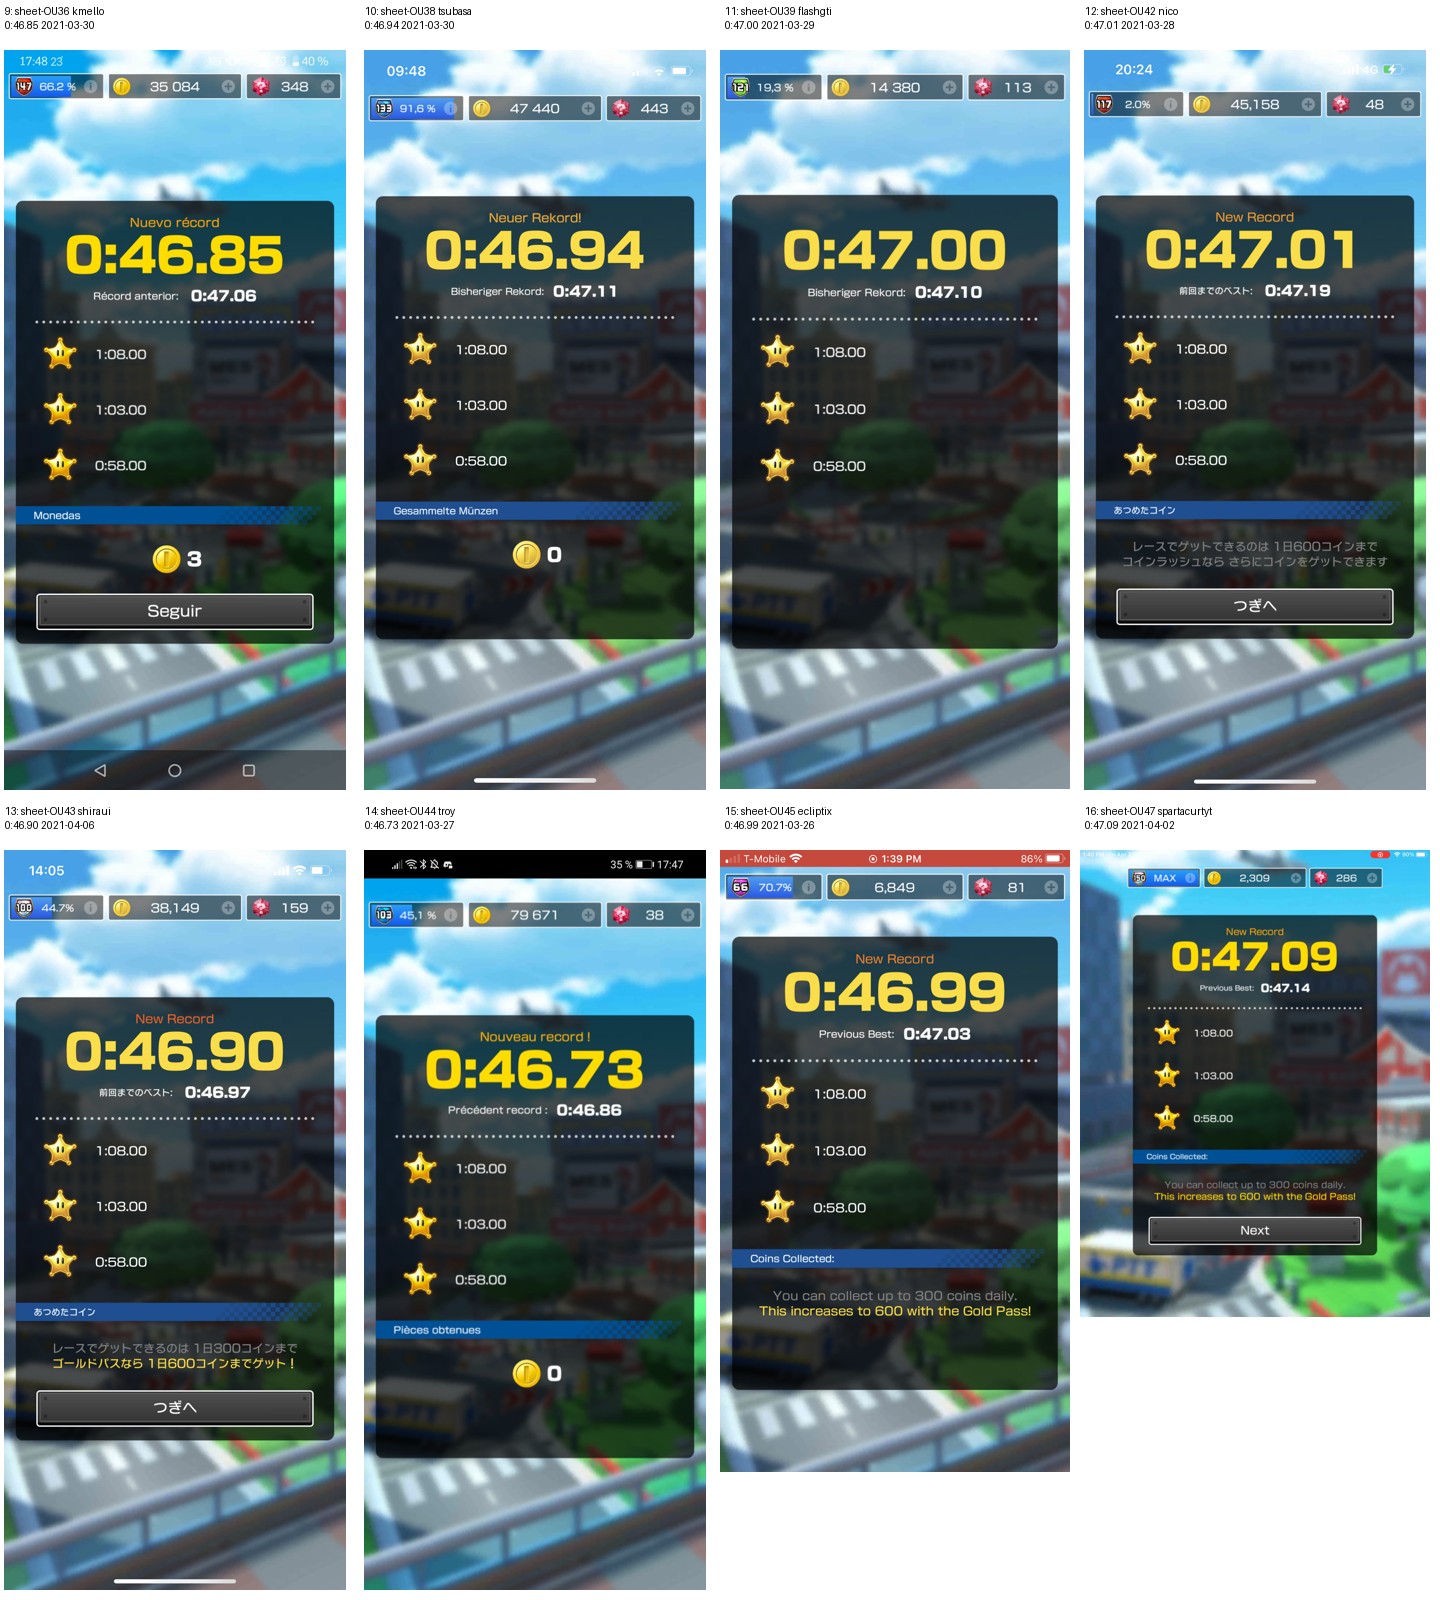 9: sheet-OU36 kmello
0:46.85 2021-03-30
17:48 23
40 %
147 66.2 % 35 084 348
Nuevo récord
0:46.85
Récord anterior: 0:47.06
1:08.00
1:03.00
0:58.00
Monedas
3
Seguir
10: sheet-OU38 tsubasa
0:46.94 2021-03-30
09:48
133 91,6 % 47 440 443
Neuer Rekord!
0:46.94
Bisheriger Rekord: 0:47.11
1:08.00
1:03.00
0:58.00
Gesammelte Münzen
0
11: sheet-OU39 flashgti
0:47.00 2021-03-29
121 19,3 % 14 380 113
0:47.00
Bisheriger Rekord: 0:47.10
1:08.00
1:03.00
0:58.00
12: sheet-OU42 nico
0:47.01 2021-03-28
20:24 4G
117 2.0% 45,158 48
New Record
0:47.01
前回までのベスト: 0:47.19
1:08.00
1:03.00
0:58.00
あつめたコイン
レースでゲットできるのは 1日600コインまで
コインラッシュなら さらにコインをゲットできます
つぎへ
13: sheet-OU43 shiraui
0:46.90 2021-04-06
14:05
100 44.7% 38,149 159
New Record
0:46.90
前回までのベスト: 0:46.97
1:08.00
1:03.00
0:58.00
あつめたコイン
レースでゲットできるのは 1日300コインまで
ゴールドパスなら 1日600コインまでゲット!
つぎへ
14: sheet-OU44 troy
0:46.73 2021-03-27
35 % 17:47
103 45,1 % 79 671 38
Nouveau record !
0:46.73
Précédent record : 0:46.86
1:08.00
1:03.00
0:58.00
Pièces obtenues
0
15: sheet-OU45 ecliptix
0:46.99 2021-03-26
T-Mobile 1:39 PM 86%
66 70.7% 6,849 81
New Record
0:46.99
Previous Best: 0:47.03
1:08.00
1:03.00
0:58.00
Coins Collected:
You can collect up to 300 coins daily.
This increases to 600 with the Gold Pass!
16: sheet-OU47 spartacurtyt
0:47.09 2021-04-02
90%
150 MAX 2,309 286
New Record
0:47.09
Previous Best: 0:47.14
1:08.00
1:03.00
0:58.00
Coins Collected:
You can collect up to 300 coins daily.
This increases to 600 with the Gold Pass!
Next
PIT